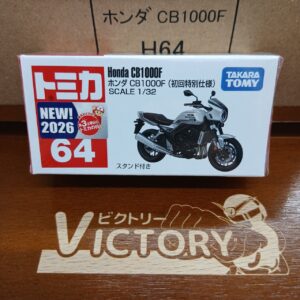 ホンダ CB1000F
H64
トミカ
Honda CB1000F
ホンダ CB1000F (初回特別仕様)
SCALE 1/32
TAKARA TOMY
NEW!
2026
64
スタンド付き
ビクトリー
VICTORY